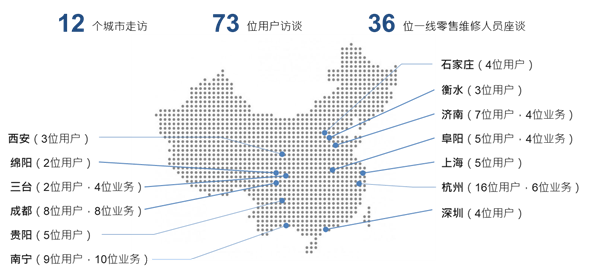 12 个城市走访
73 位用户访谈
36 位一线零售维修人员座谈
石家庄（4位用户）
衡水（3位用户）
济南（7位用户·4位业务）
阜阳（5位用户·4位业务）
上海（5位用户）
杭州（16位用户·6位业务）
深圳（4位用户）
西安（3位用户）
绵阳（2位用户）
三台（2位用户·4位业务）
成都（8位用户·8位业务）
贵阳（5位用户）
南宁（9位用户·10位业务）